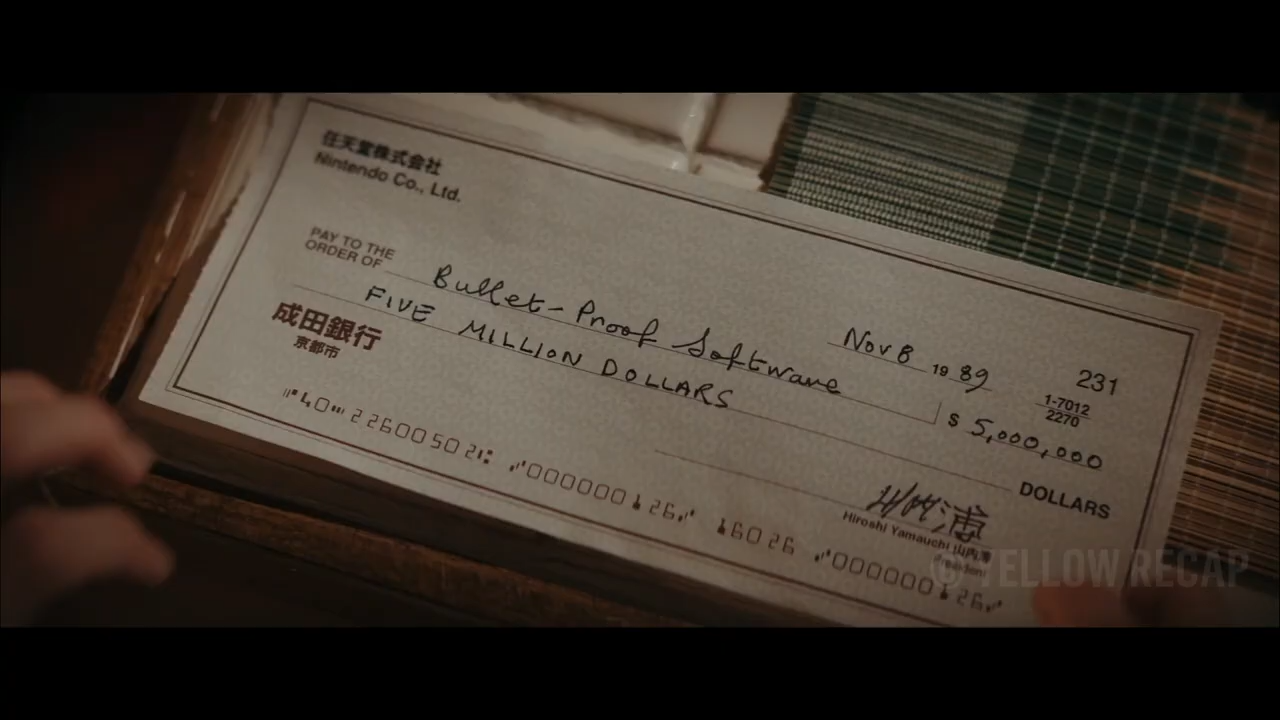 任天堂株式会社
Nintendo Co., Ltd.
PAY TO THE
ORDER OF
Bullet-Proof Software
Nov 8 19 89
231
1-7012
2270
$ 5,000,000
FIVE MILLION DOLLARS
DOLLARS
成田銀行
京都市
Hiroshi Yamauchi 山内溥
President
⑈40⑈ 2260050 2⑆ ⑈000000126⑈ 16026 ⑈000000126⑈
© YELLOW RECAP